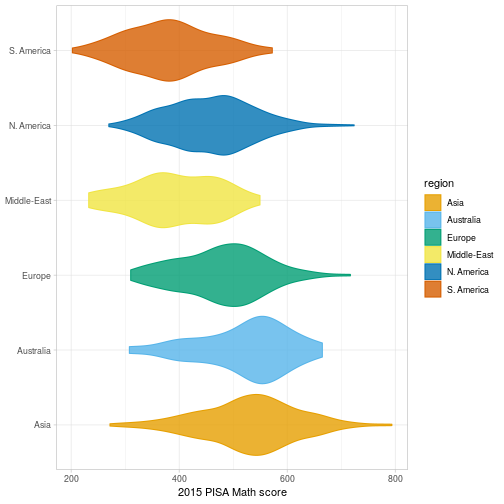 S. America
N. America
Middle-East
Europe
Australia
Asia
200 400 600 800
2015 PISA Math score
region
Asia
Australia
Europe
Middle-East
N. America
S. America